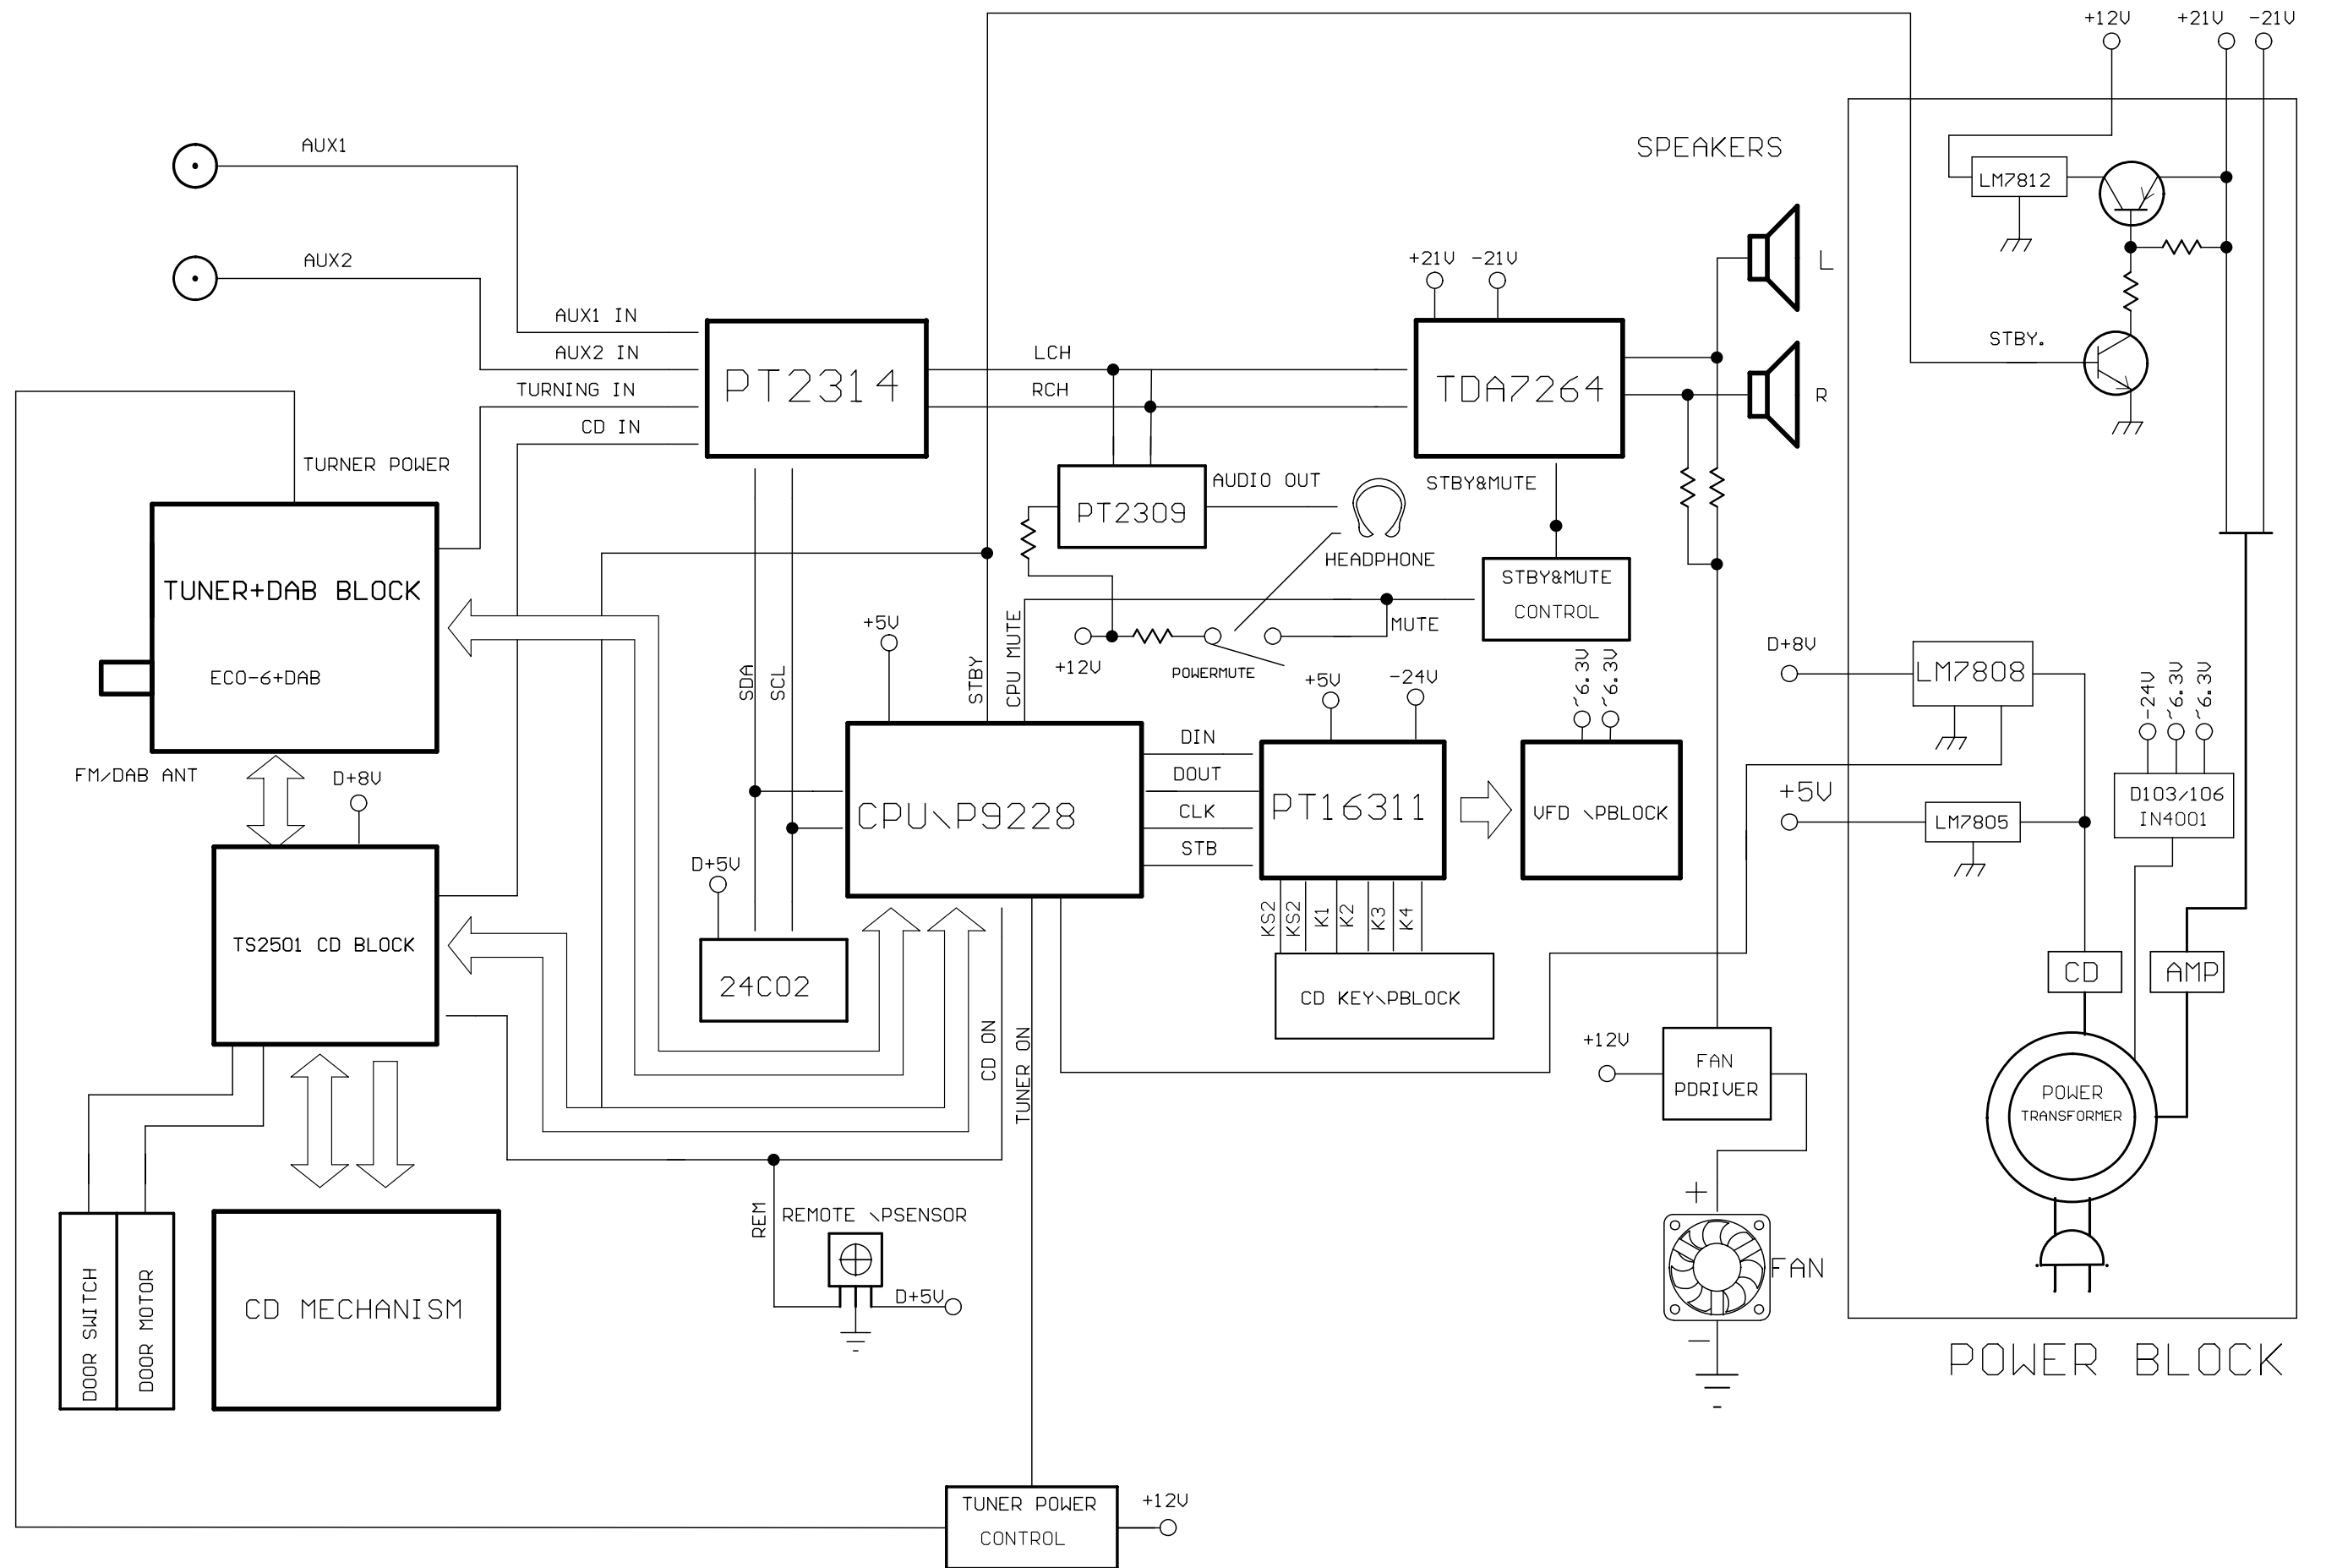 +12V
+21V
-21V
AUX1
SPEAKERS
LM7812
AUX2
+21V
-21V
L
AUX1 IN
STBY.
AUX2 IN
LCH
PT2314
TDA7264
TURNING IN
RCH
R
CD IN
TURNER POWER
AUDIO OUT
STBY&MUTE
PT2309
HEADPHONE
TUNER+DAB BLOCK
STBY&MUTE
CONTROL
+5V
MUTE
D+8V
ECO-6+DAB
SDA
SCL
STBY
CPU MUTE
+12V
POWERMUTE
+5V
-24V
~6.3V
~6.3V
LM7808
-24V
~6.3V
~6.3V
FM/DAB ANT
D+8V
DIN
DOUT
CLK
STB
CPU\P9228
PT16311
VFD \PBLOCK
+5V
LM7805
D103/106
IN4001
D+5V
KS2
KS2
K1
K2
K3
K4
TS2501 CD BLOCK
24C02
CD KEY\PBLOCK
CD
AMP
CD ON
TUNER ON
+12V
FAN
PDRIVER
POWER
TRANSFORMER
REM
REMOTE \PSENSOR
+
D+5V
FAN
DOOR SWITCH
DOOR MOTOR
CD MECHANISM
-
POWER BLOCK
TUNER POWER
CONTROL
+12V